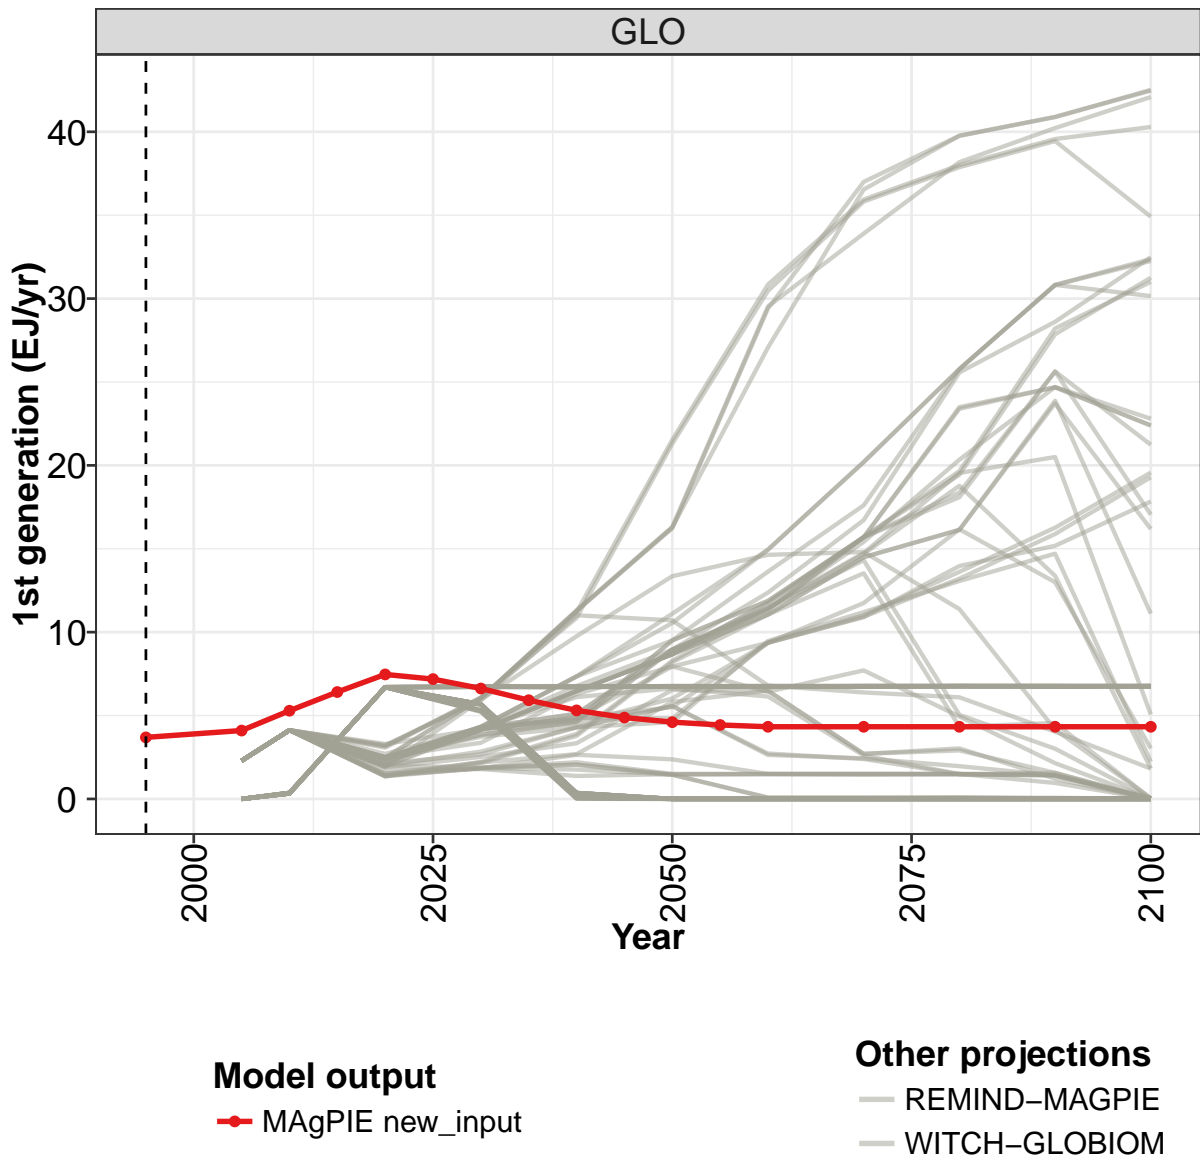 GLO
1st generation (EJ/yr)
40
30
20
10
0
2000
2025
2050
2075
2100
Year
Model output
MAgPIE new_input
Other projections
REMIND−MAGPIE
WITCH−GLOBIOM